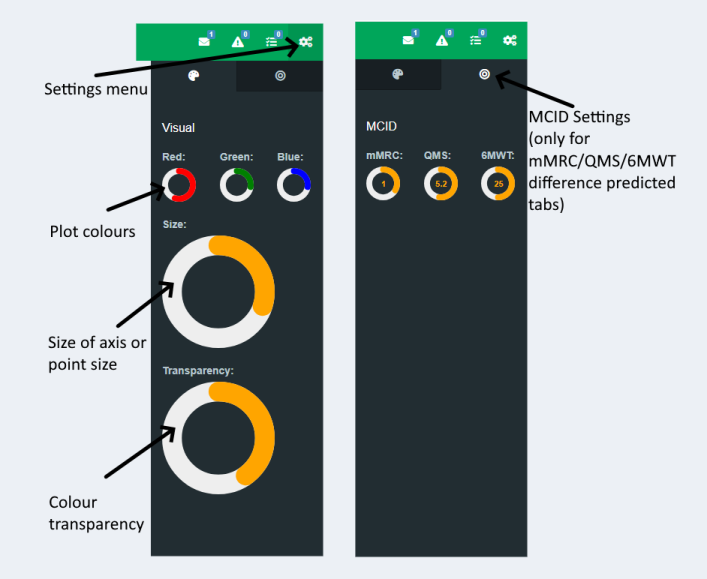 1
0
0
1
0
0
Settings menu
Visual
Red:
Green:
Blue:
Plot colours
Size:
Size of axis or
point size
Transparency:
Colour
transparency
MCID
mMRC:
QMS:
6MWT:
1
5.2
25
MCID Settings
(only for
mMRC/QMS/6MWT
difference predicted
tabs)